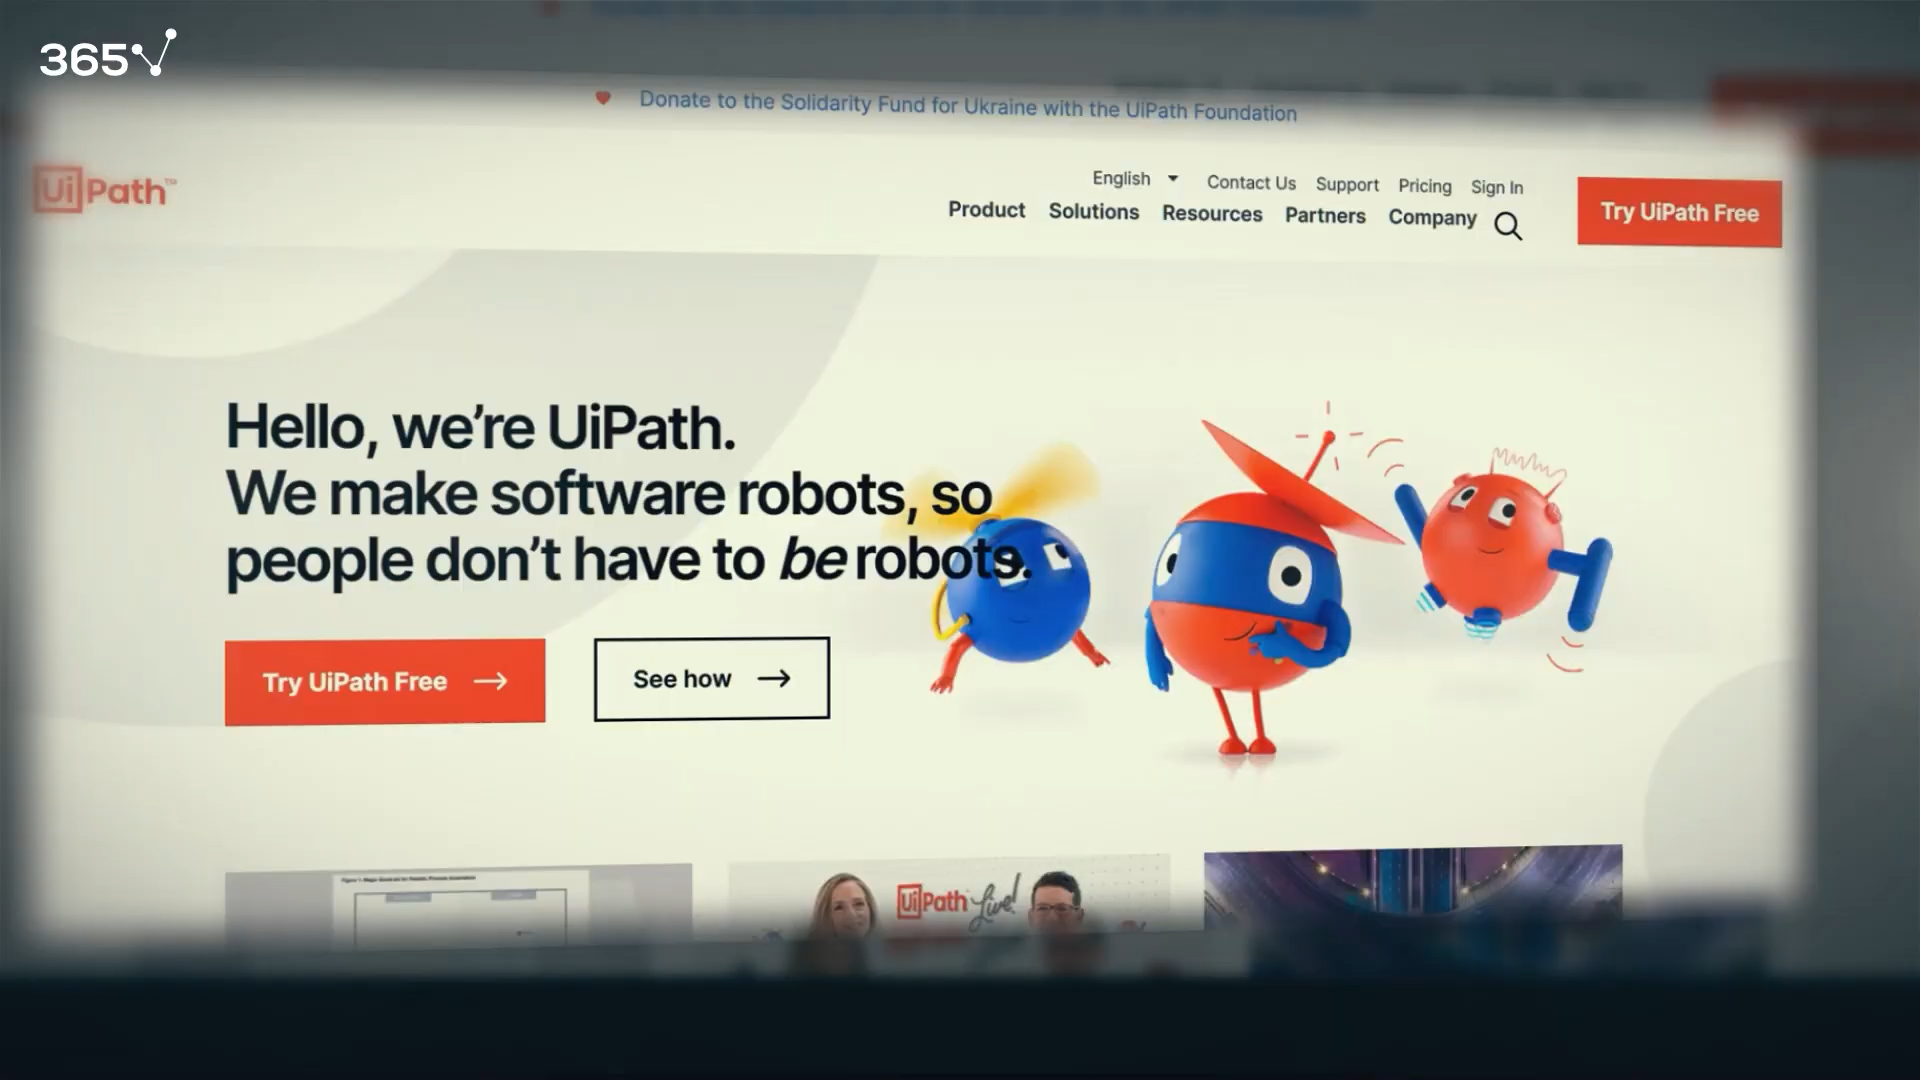 365
Donate to the Solidarity Fund for Ukraine with the UiPath Foundation
UiPath™
English Contact Us Support Pricing Sign In
Product Solutions Resources Partners Company
Try UiPath Free
Hello, we're UiPath.
We make software robots, so
people don't have to be robots.
Try UiPath Free →
See how →
UiPath Live!